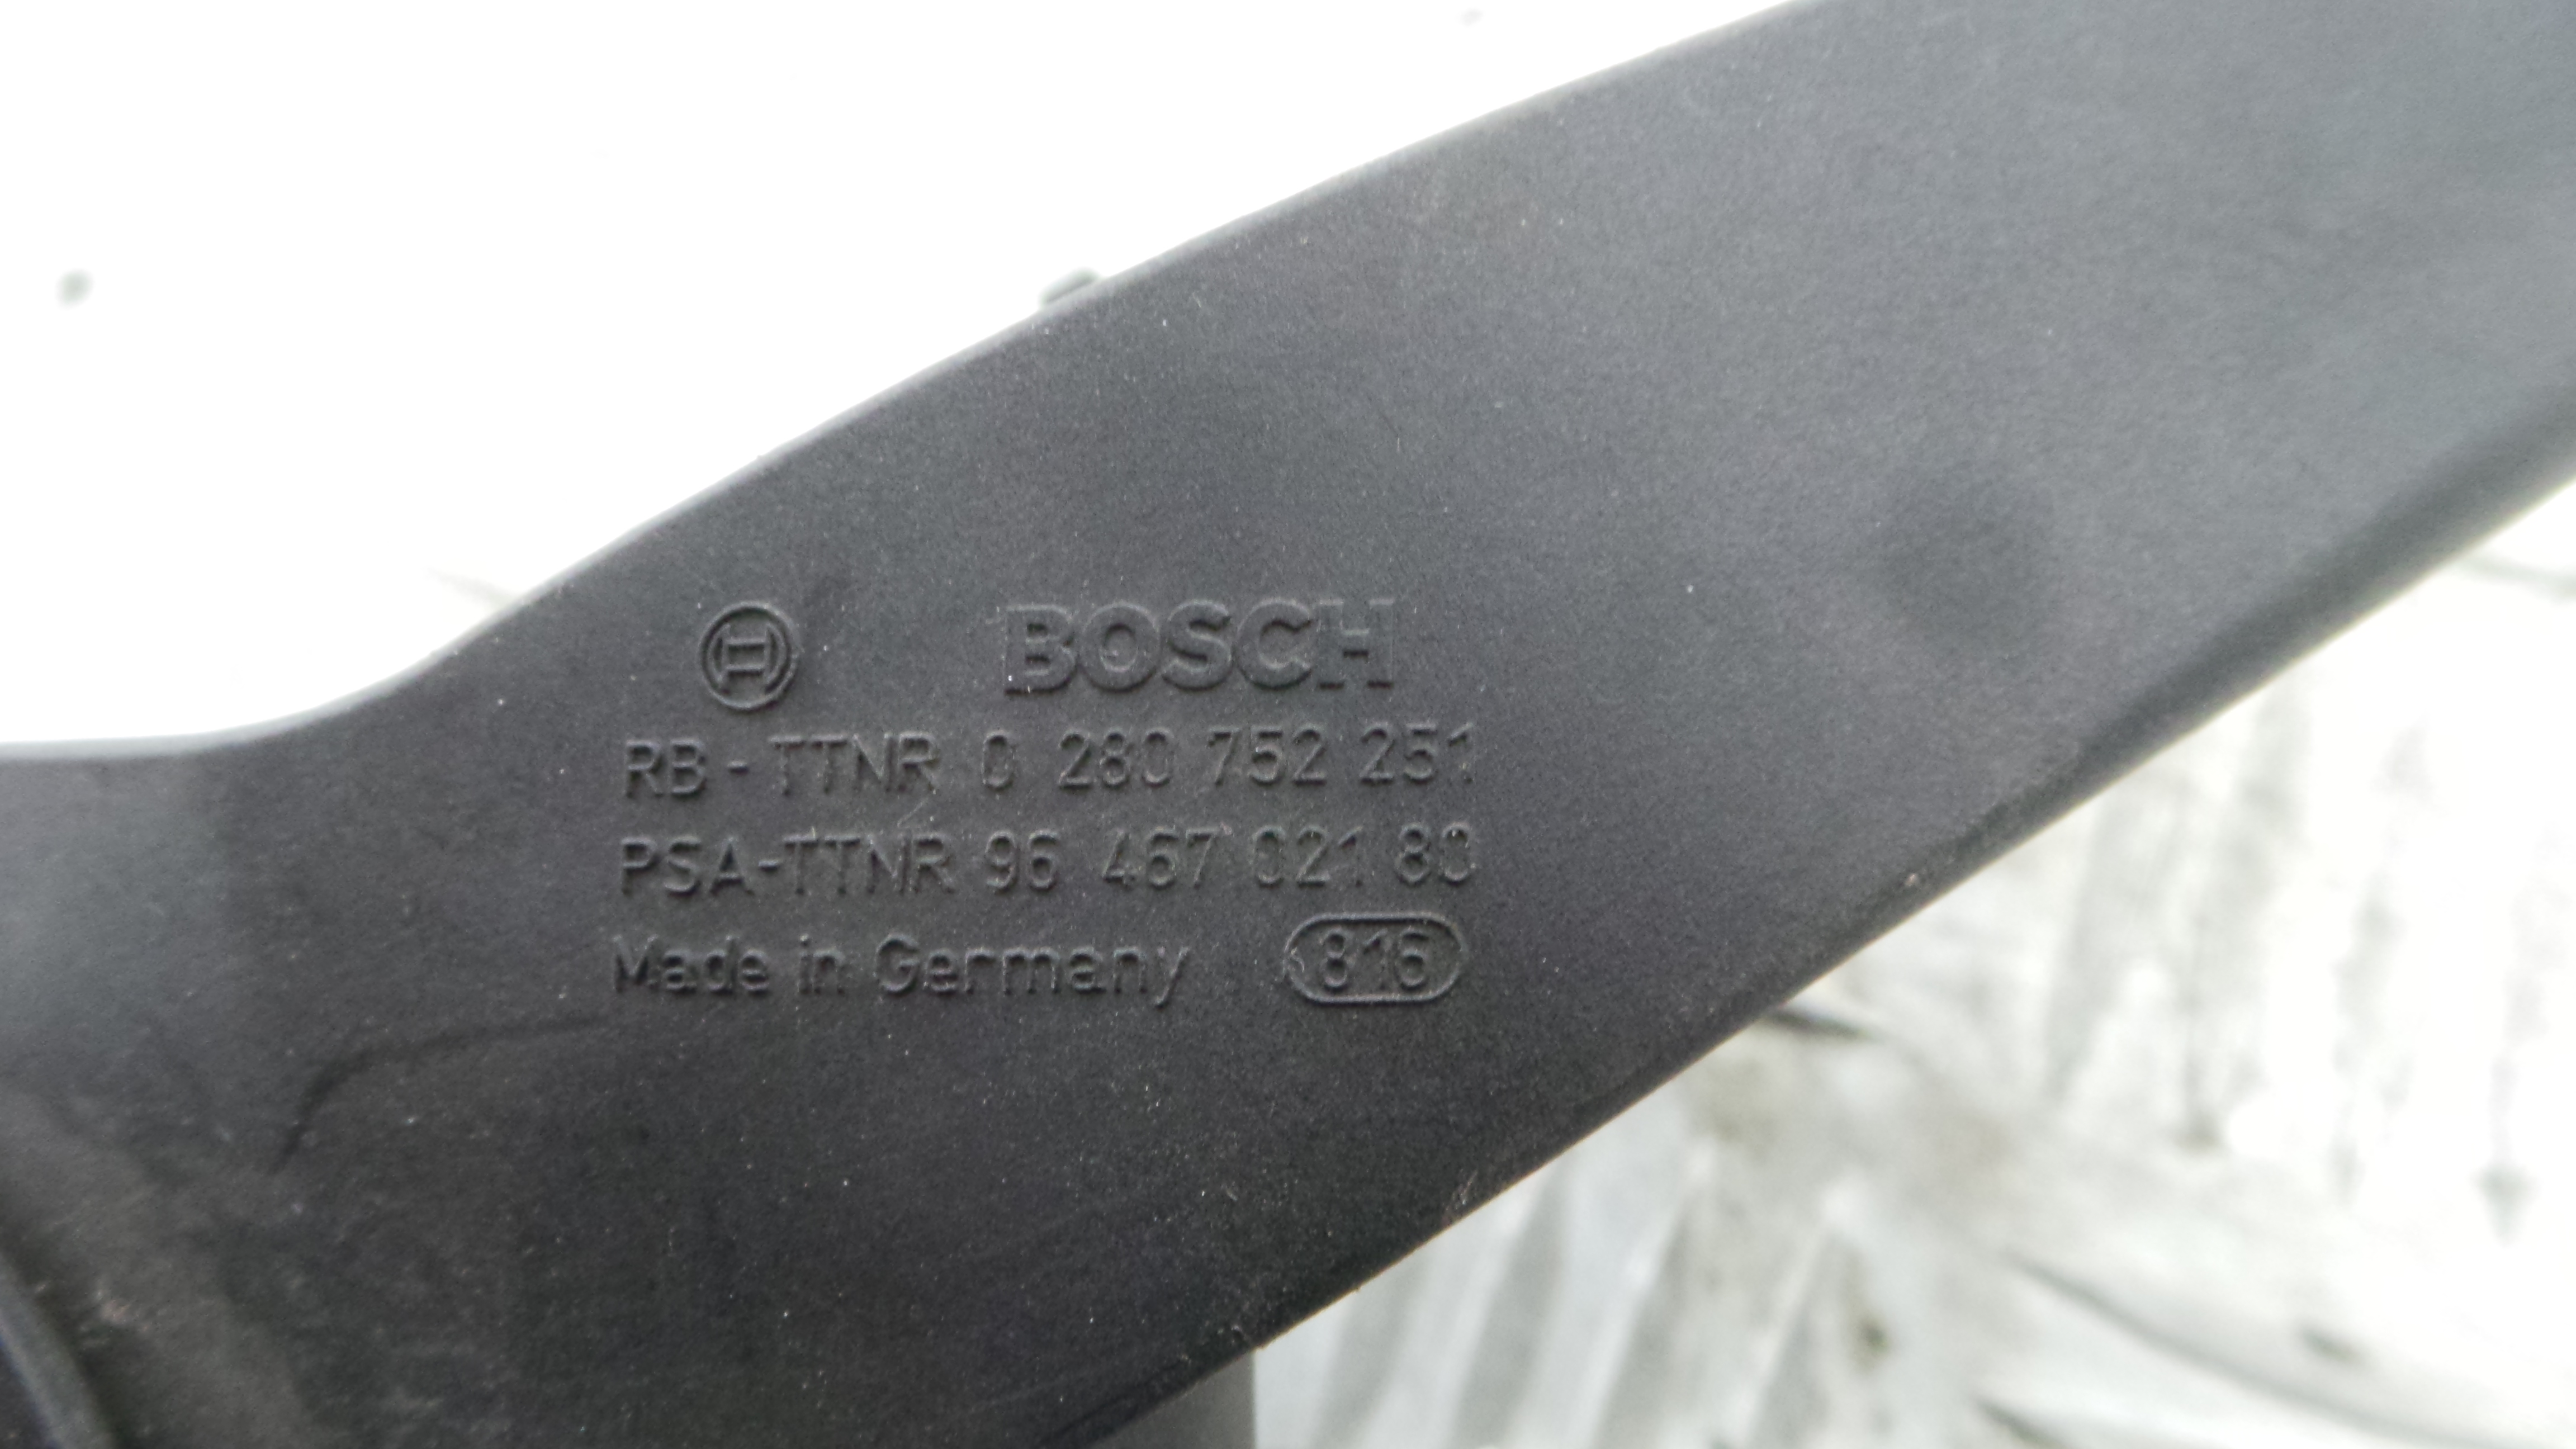 BOSCH
RB-TTNR 0 280 752 251
PSA-TTNR 96 467 021 80
Made in Germany 816